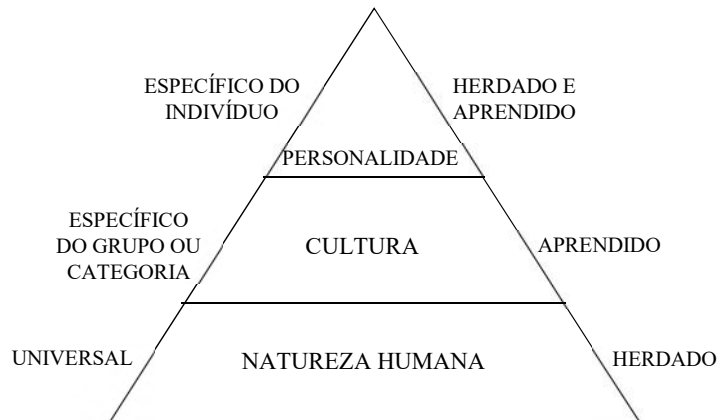 ESPECÍFICO DO
INDIVÍDUO
HERDADO E
APRENDIDO
PERSONALIDADE
ESPECÍFICO
DO GRUPO OU
CATEGORIA
CULTURA
APRENDIDO
UNIVERSAL
NATUREZA HUMANA
HERDADO